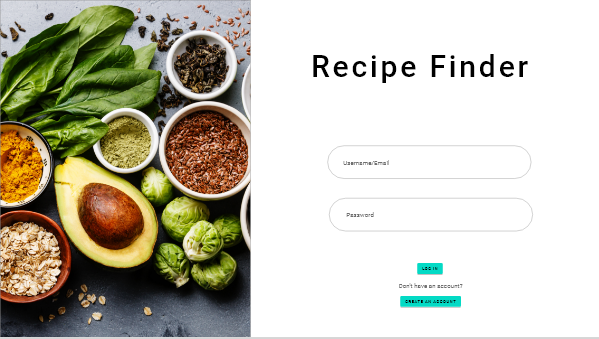 Recipe Finder
Username/Email
Password
LOG IN
Don't have an account?
CREATE AN ACCOUNT